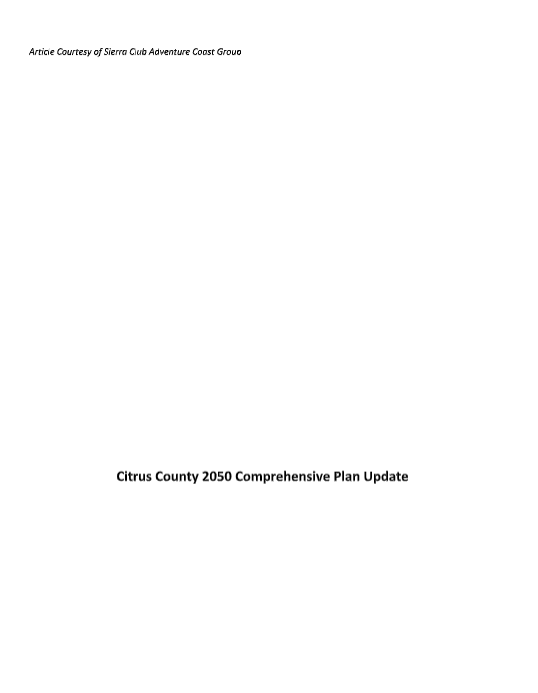 Article Courtesy of Sierra Club Adventure Coast Group
Citrus County 2050 Comprehensive Plan Update